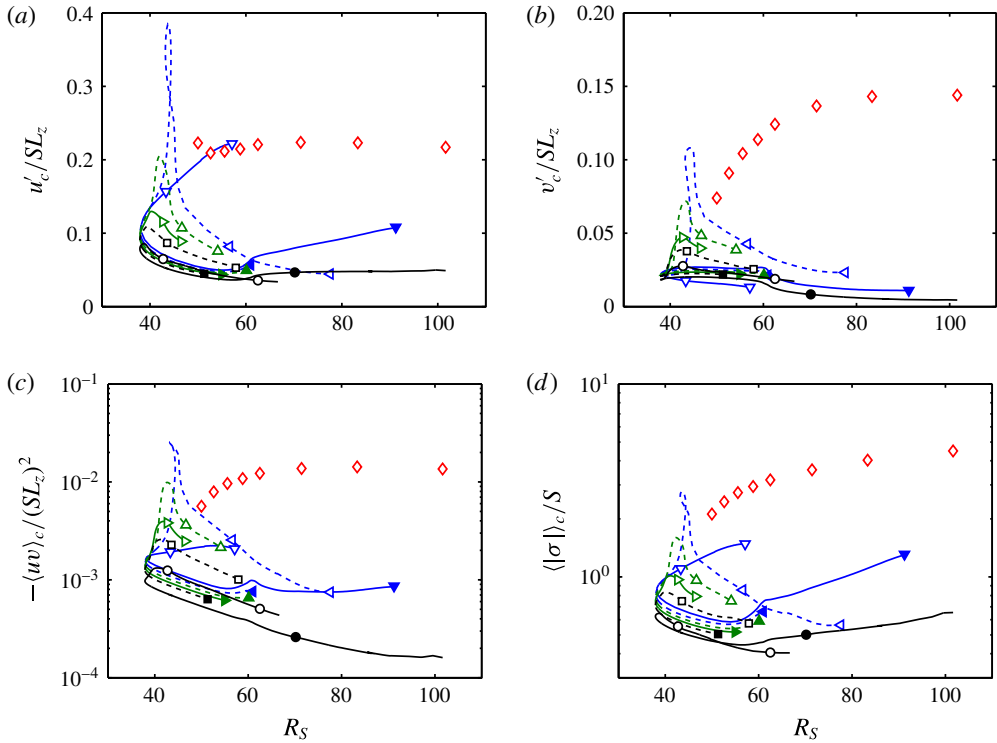 (a)
0.4
0.3
0.2
0.1
0
u′c/SLz
40 60 80 100
(b)
0.20
0.15
0.10
0.05
0
v′c/SLz
40 60 80 100
(c)
10−1
10−2
10−3
10−4
−⟨uv⟩c/(SLz)2
40 60 80 100
RS
(d)
101
100
⟨|σ|⟩c/S
40 60 80 100
RS